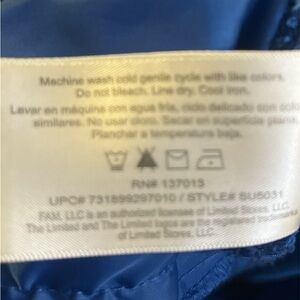 Machine wash cold gentle cycle with like colors.
Do not bleach. Line dry. Cool iron.
Lavar en máquina con agua fria, ciclo delicado con colo
similares. No usar cloro. Secar en superficie plana.
Planchar a temperatura baja.
RN# 137013
UPC# 731899297010 / STYLE# SU5031
FAM, LLC is an authorized licensee of Limited Stores, LLC.
The Limited and The Limited logos are registered trademarks
of Limited Stores, LLC.